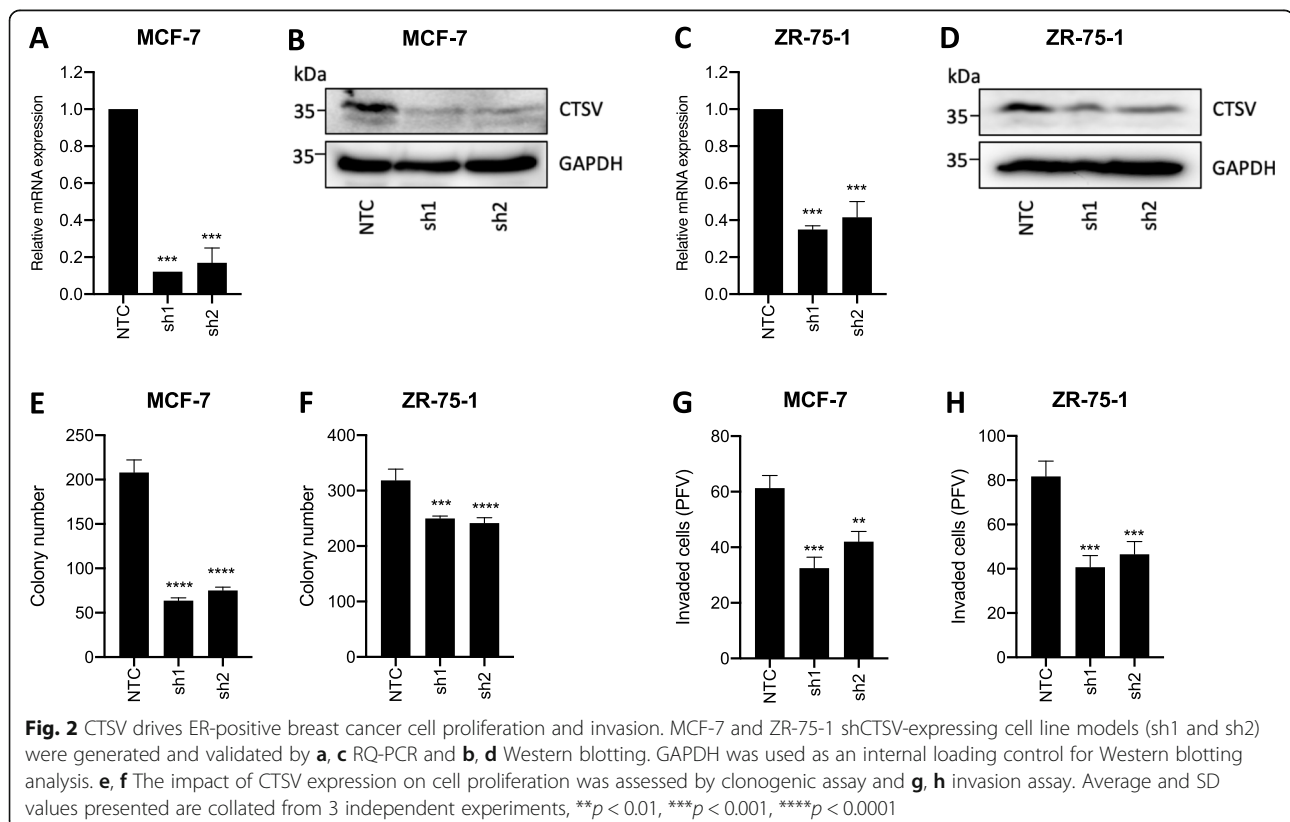 A
MCF-7
Relative mRNA expression
1.2
1.0
0.8
0.6
0.4
0.2
0.0
***
***
NTC
sh1
sh2
B
MCF-7
kDa
35
CTSV
35
GAPDH
NTC
sh1
sh2
C
ZR-75-1
Relative mRNA expression
1.2
1.0
0.8
0.6
0.4
0.2
0.0
***
***
NTC
sh1
sh2
D
ZR-75-1
kDa
35
CTSV
35
GAPDH
NTC
sh1
sh2
E
MCF-7
Colony number
250
200
150
100
50
0
****
****
NTC
sh1
sh2
F
ZR-75-1
Colony number
400
300
200
100
0
***
****
NTC
sh1
sh2
G
MCF-7
Invaded cells (PFV)
80
60
40
20
0
***
**
NTC
sh1
sh2
H
ZR-75-1
Invaded cells (PFV)
100
80
60
40
20
0
***
***
NTC
sh1
sh2
Fig. 2 CTSV drives ER-positive breast cancer cell proliferation and invasion. MCF-7 and ZR-75-1 shCTSV-expressing cell line models (sh1 and sh2)
were generated and validated by a, c RQ-PCR and b, d Western blotting. GAPDH was used as an internal loading control for Western blotting
analysis. e, f The impact of CTSV expression on cell proliferation was assessed by clonogenic assay and g, h invasion assay. Average and SD
values presented are collated from 3 independent experiments, **p < 0.01, ***p < 0.001, ****p < 0.0001